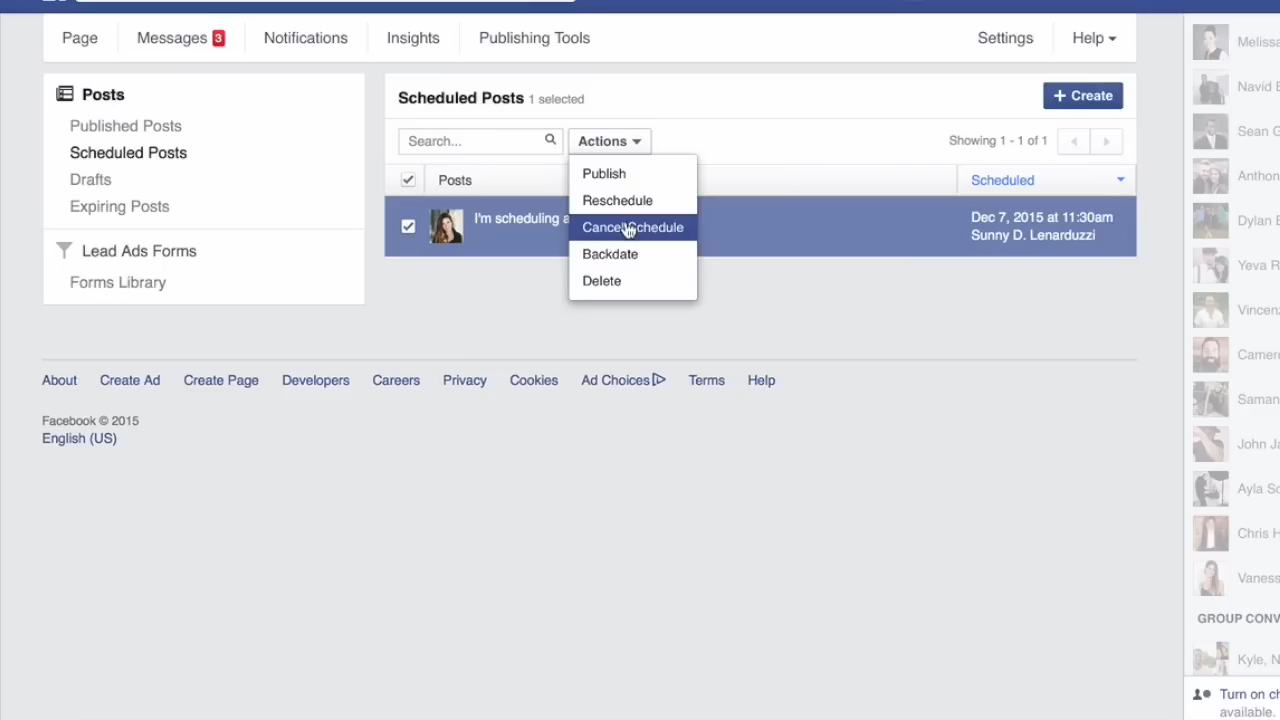 Page Messages 3 Notifications Insights Publishing Tools Settings Help
Posts
Published Posts
Scheduled Posts
Drafts
Expiring Posts
Lead Ads Forms
Forms Library
Scheduled Posts 1 selected + Create
Search... Actions Showing 1 - 1 of 1
Publish
Reschedule
Cancel Schedule
Backdate
Delete
Posts Scheduled
I'm scheduling a Dec 7, 2015 at 11:30am
Sunny D. Lenarduzzi
About Create Ad Create Page Developers Careers Privacy Cookies Ad Choices Terms Help
Facebook © 2015
English (US)
Melissa
Navid
Sean G
Anthon
Dylan
Yeva R
Vincen
Camer
Saman
John Ja
Ayla So
Chris H
Vaness
GROUP CONV
Kyle, N
Turn on ch
available.